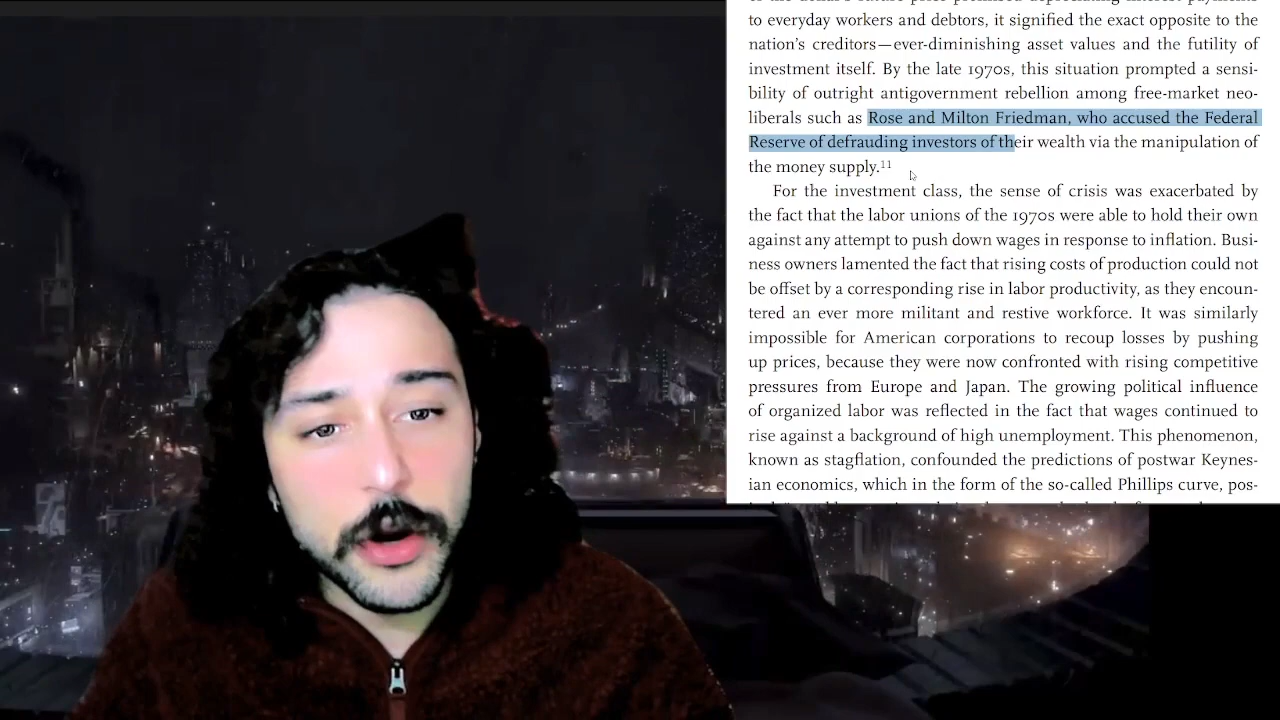 to everyday workers and debtors, it signified the exact opposite to the
nation's creditors—ever-diminishing asset values and the futility of
investment itself. By the late 1970s, this situation prompted a sensi-
bility of outright antigovernment rebellion among free-market neo-
liberals such as Rose and Milton Friedman, who accused the Federal
Reserve of defrauding investors of their wealth via the manipulation of
the money supply.11
For the investment class, the sense of crisis was exacerbated by
the fact that the labor unions of the 1970s were able to hold their own
against any attempt to push down wages in response to inflation. Busi-
ness owners lamented the fact that rising costs of production could not
be offset by a corresponding rise in labor productivity, as they encoun-
tered an ever more militant and restive workforce. It was similarly
impossible for American corporations to recoup losses by pushing
up prices, because they were now confronted with rising competitive
pressures from Europe and Japan. The growing political influence
of organized labor was reflected in the fact that wages continued to
rise against a background of high unemployment. This phenomenon,
known as stagflation, confounded the predictions of postwar Keynes-
ian economics, which in the form of the so-called Phillips curve, pos-